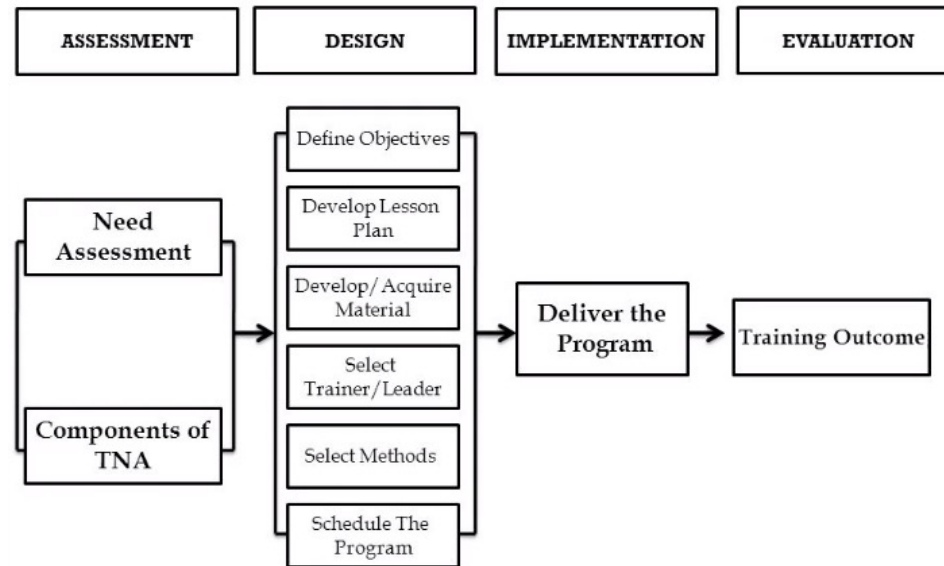 ASSESSMENT
DESIGN
IMPLEMENTATION
EVALUATION
Need
Assessment
Components of
TNA
Define Objectives
Develop Lesson
Plan
Develop/Acquire
Material
Select
Trainer/Leader
Select Methods
Schedule The
Program
Deliver the
Program
Training Outcome